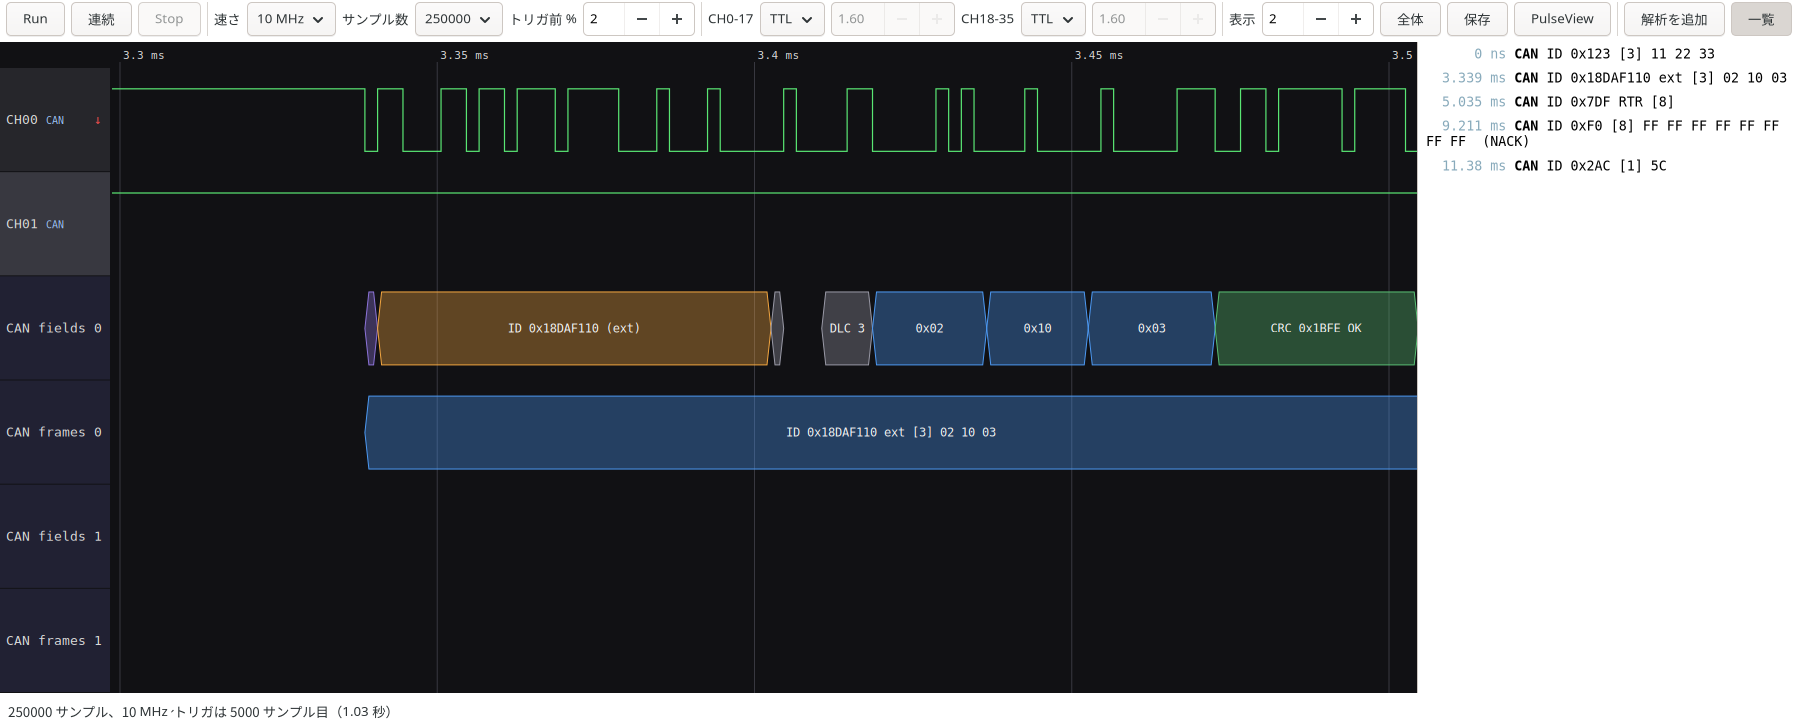 Run 連続 Stop 速さ 10 MHz サンプル数 250000 トリガ前 % 2 − + CH0-17 TTL 1.60 − + CH18-35 TTL 1.60 − + 表示 2 − + 全体 保存 PulseView 解析を追加 一覧
3.3 ms 3.35 ms 3.4 ms 3.45 ms 3.5
0 ns CAN ID 0x123 [3] 11 22 33
3.339 ms CAN ID 0x18DAF110 ext [3] 02 10 03
5.035 ms CAN ID 0x7DF RTR [8]
9.211 ms CAN ID 0xF0 [8] FF FF FF FF FF FF
FF FF (NACK)
11.38 ms CAN ID 0x2AC [1] 5C
CH00 CAN ↓
CH01 CAN
CAN fields 0 ID 0x18DAF110 (ext) DLC 3 0x02 0x10 0x03 CRC 0x1BFE OK
CAN frames 0 ID 0x18DAF110 ext [3] 02 10 03
CAN fields 1
CAN frames 1
250000 サンプル、10 MHz·トリガは 5000 サンプル目（1.03 秒）